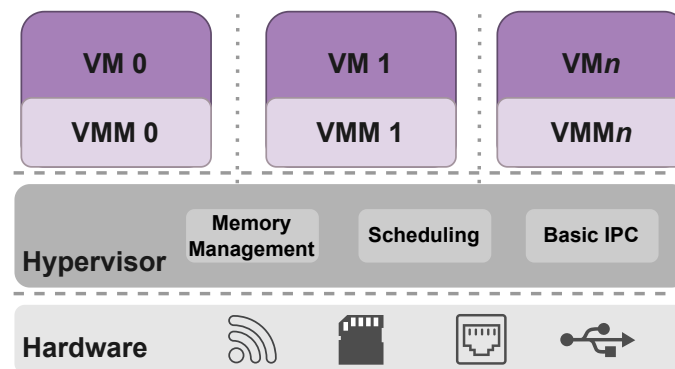 VM 0
VM 1
VMn
VMM 0
VMM 1
VMMn
Hypervisor
Memory
Management
Scheduling
Basic IPC
Hardware